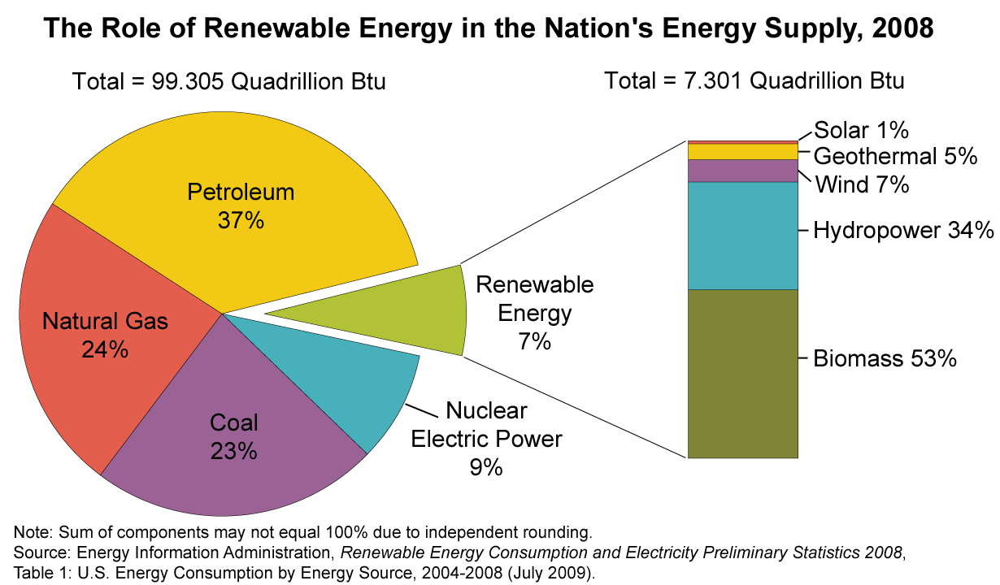 The Role of Renewable Energy in the Nation's Energy Supply, 2008
Total = 99.305 Quadrillion Btu
Total = 7.301 Quadrillion Btu
Petroleum
37%
Natural Gas
24%
Coal
23%
Nuclear
Electric Power
9%
Renewable
Energy
7%
Solar 1%
Geothermal 5%
Wind 7%
Hydropower 34%
Biomass 53%
Note: Sum of components may not equal 100% due to independent rounding.
Source: Energy Information Administration, Renewable Energy Consumption and Electricity Preliminary Statistics 2008,
Table 1: U.S. Energy Consumption by Energy Source, 2004-2008 (July 2009).